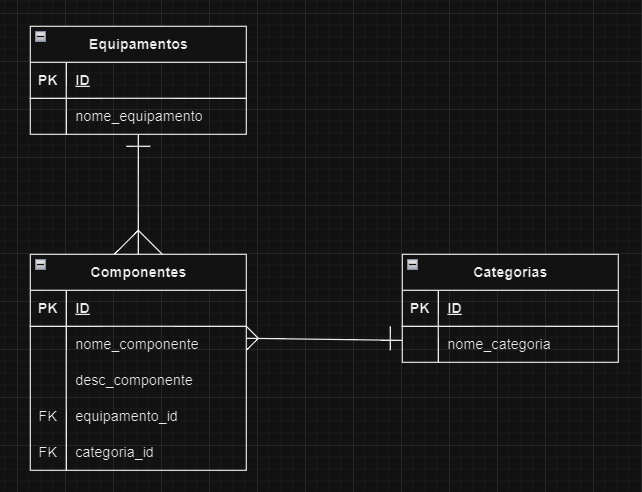 Equipamentos
PK ID
nome_equipamento
Componentes
PK ID
nome_componente
desc_componente
FK equipamento_id
FK categoria_id
Categorias
PK ID
nome_categoria